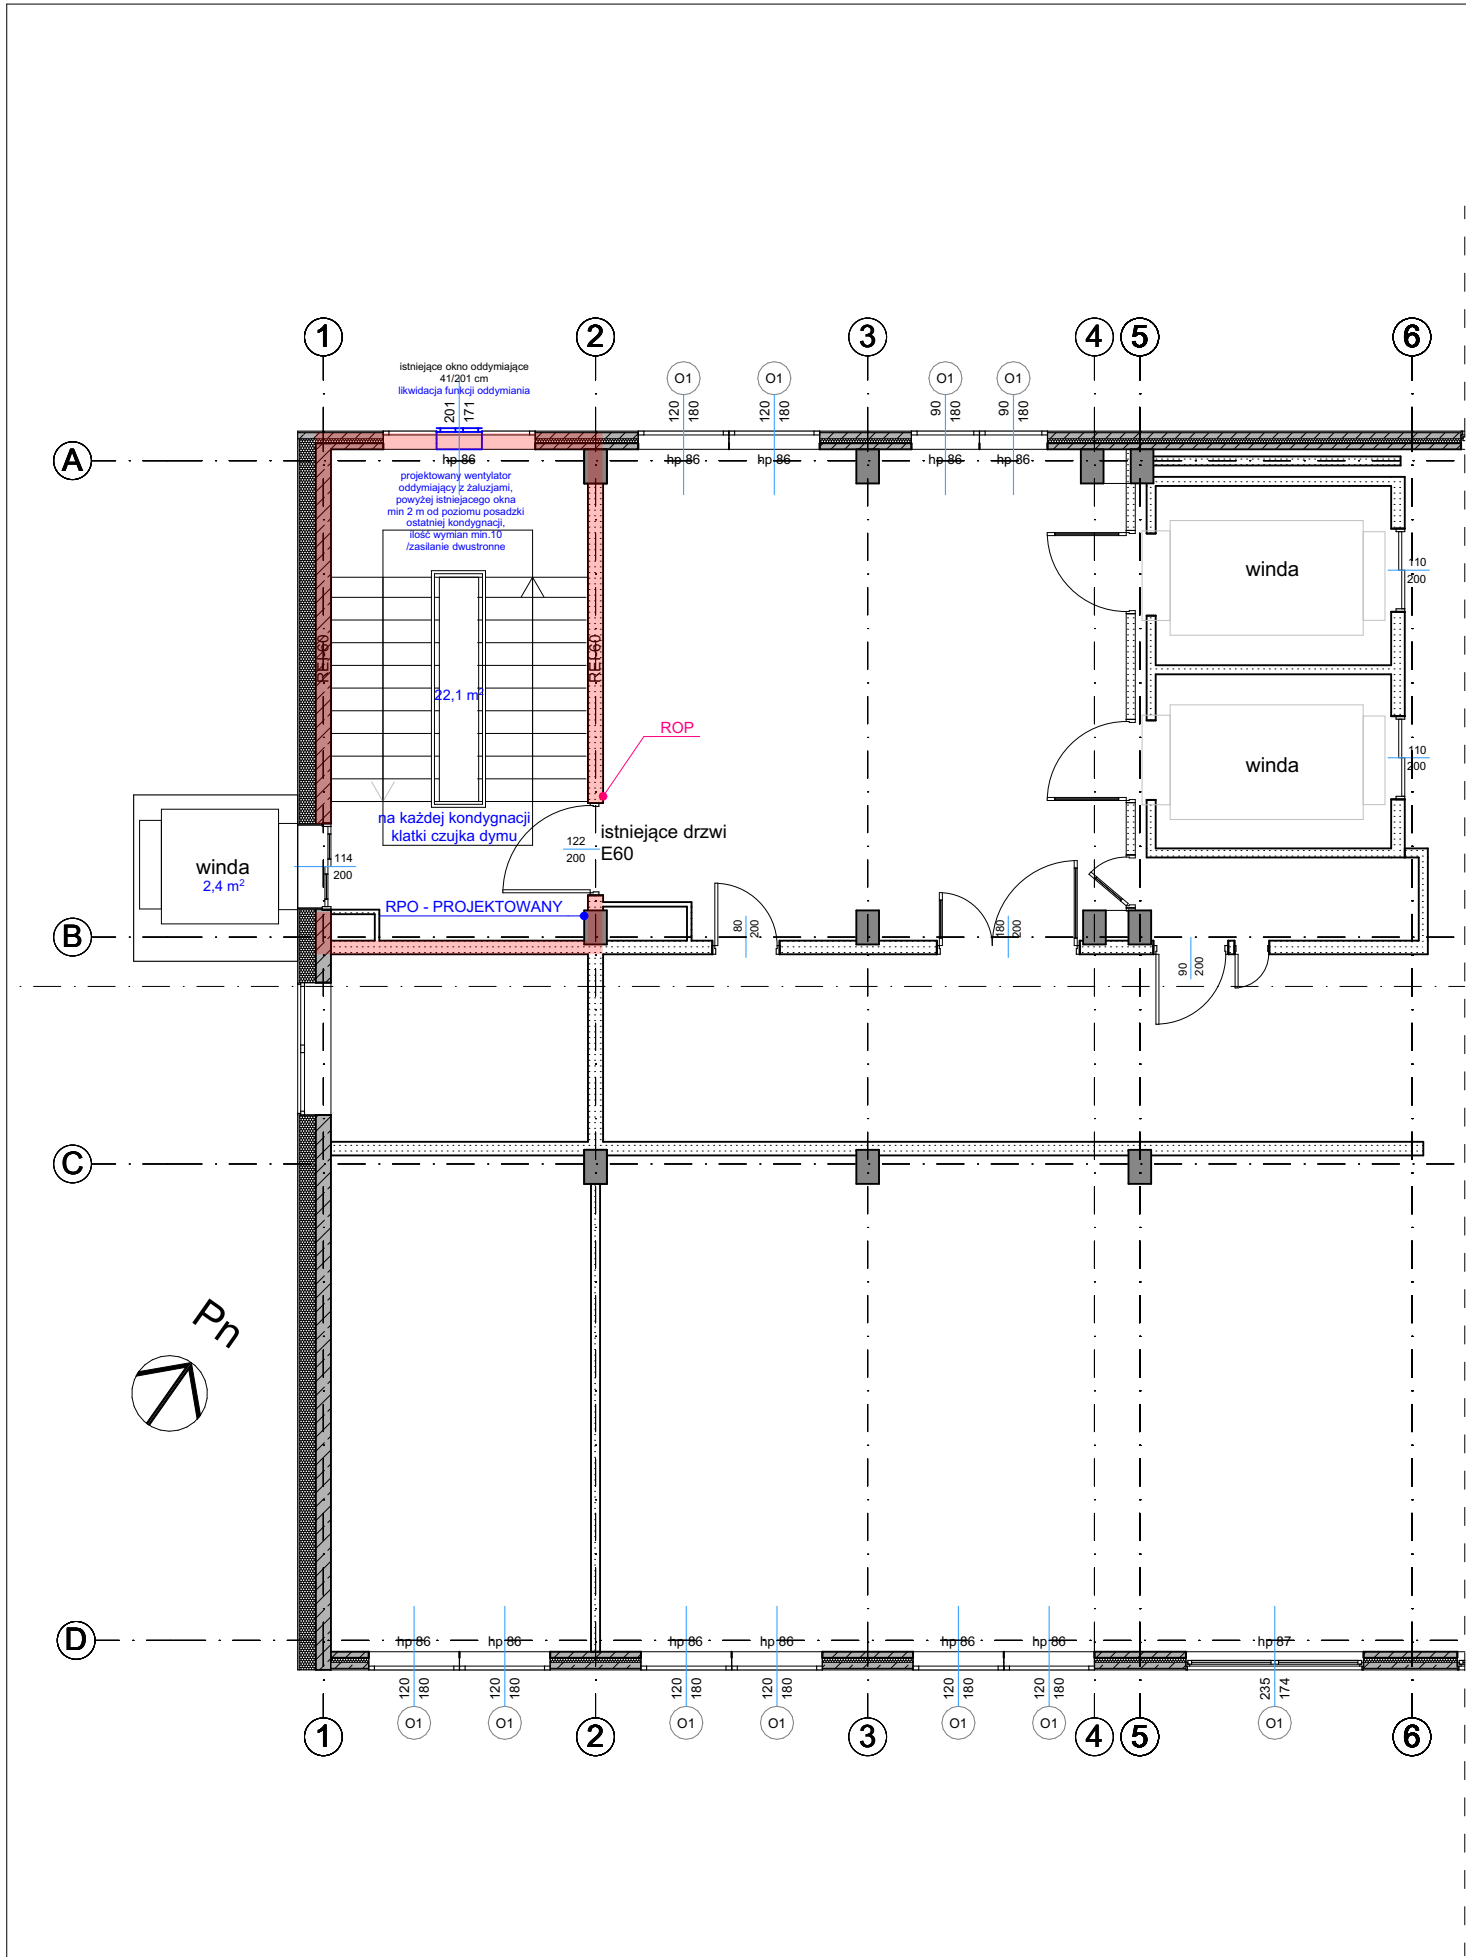 1
2
3
4
5
6
istniejące okno oddymiające
41/201 cm
likwidacja funkcji oddymiania
201
171
O1
120
180
O1
120
180
O1
90
180
O1
90
180
A
hp 86
hp 86
hp 86
hp 86
hp 86
projektowany wentylator
oddymiający z żaluzjami,
powyżej istniejacego okna
min 2 m od poziomu posadzki
ostatniej kondygnacji,
ilość wymian min.10
/zasilanie dwustronne
winda
110
200
REI 60
REI 60
22,1 m²
ROP
winda
110
200
na każdej kondygnacji
klatki czujka dymu
istniejące drzwi
E60
122
200
winda
2,4 m²
114
200
RPO - PROJEKTOWANY
B
80
200
180
200
90
200
C
Pn
D
hp 86
hp 86
hp 86
hp 86
hp 86
hp 86
hp 87
120
180
120
180
120
180
120
180
120
180
120
180
235
174
O1
O1
O1
O1
O1
O1
O1
1
2
3
4
5
6